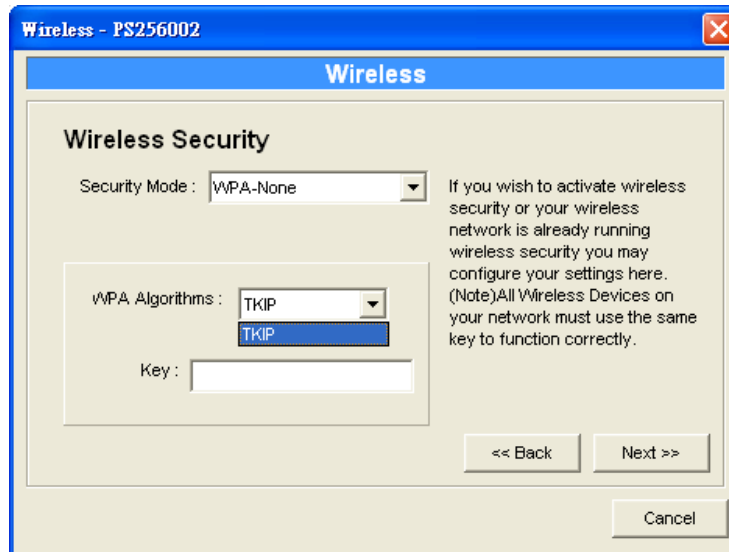 Wireless - PS256002
Wireless
Wireless Security
Security Mode : WPA-None
If you wish to activate wireless
security or your wireless
network is already running
wireless security you may
configure your settings here.
(Note)All Wireless Devices on
your network must use the same
key to function correctly.
WPA Algorithms : TKIP
TKIP
Key :
<< Back
Next >>
Cancel